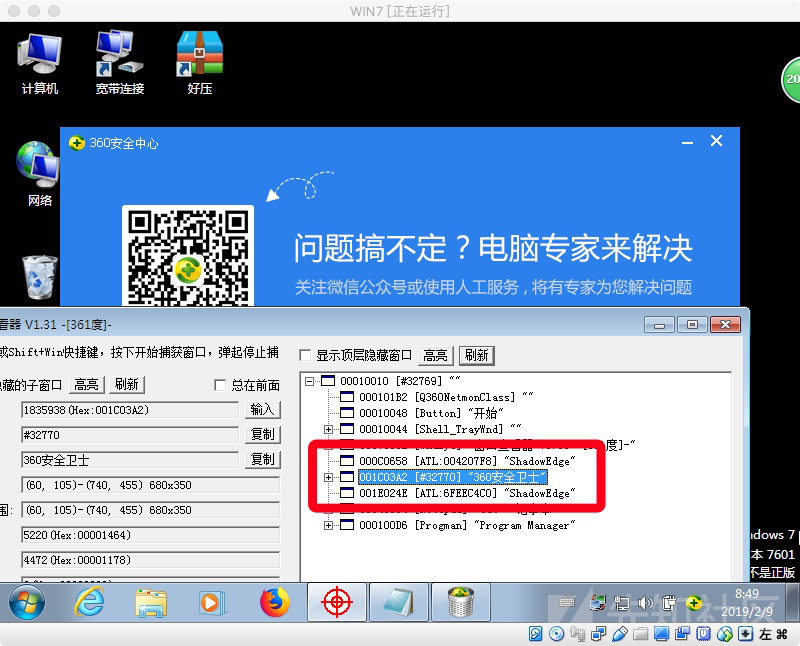 WIN7 [正在运行]
计算机
宽带连接
好压
20
360安全中心
网络
问题搞不定？电脑专家来解决
关注微信公众号或使用人工服务，将有专家为您解决问题
看器 V1.31 -[361度]-
或Shift+Win快捷键，按下开始捕获窗口，弹起停止捕
显示顶层隐藏窗口 高亮 刷新
隐藏的子窗口 高亮 刷新 总在前面
1835938(Hex:001C03A2) 输入
#32770 复制
360安全卫士 复制
(60, 105)-(740, 455) 680x350
围: (60, 105)-(740, 455) 680x350
5220(Hex:00001464)
4472(Hex:00001178)
00010010 [#32769] ""
000101B2 [Q360NetmonClass] ""
00010048 [Button] "开始"
00010044 [Shell_TrayWnd] ""
度]-"
000C0658 [ATL:004207F8] "ShadowEdge"
001C03A2 [#32770] "360安全卫士"
001E024E [ATL:6FEEC4C0] "ShadowEdge"
000100D6 [Progman] "Program Manager"
ndows 7
本 7601
不是正版
8:49
2019/2/9
先知社区
左 ⌘